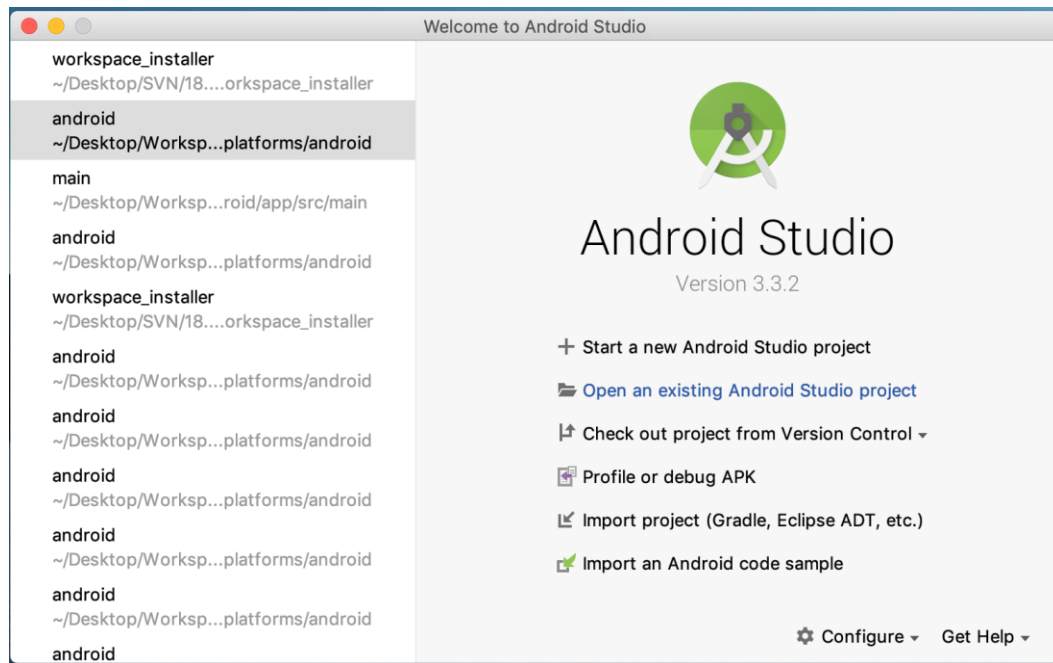 Welcome to Android Studio
workspace_installer
~/Desktop/SVN/18....orkspace_installer
android
~/Desktop/Worksp...platforms/android
main
~/Desktop/Worksp...roid/app/src/main
android
~/Desktop/Worksp...platforms/android
workspace_installer
~/Desktop/SVN/18....orkspace_installer
android
~/Desktop/Worksp...platforms/android
android
~/Desktop/Worksp...platforms/android
android
~/Desktop/Worksp...platforms/android
android
~/Desktop/Worksp...platforms/android
android
~/Desktop/Worksp...platforms/android
android
Android Studio
Version 3.3.2
Start a new Android Studio project
Open an existing Android Studio project
Check out project from Version Control
Profile or debug APK
Import project (Gradle, Eclipse ADT, etc.)
Import an Android code sample
Configure Get Help